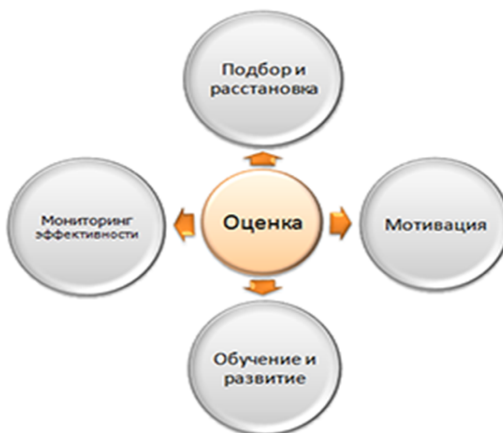 Подбор и
расстановка
Мониторинг
эффективности
Оценка
Мотивация
Обучение и
развитие